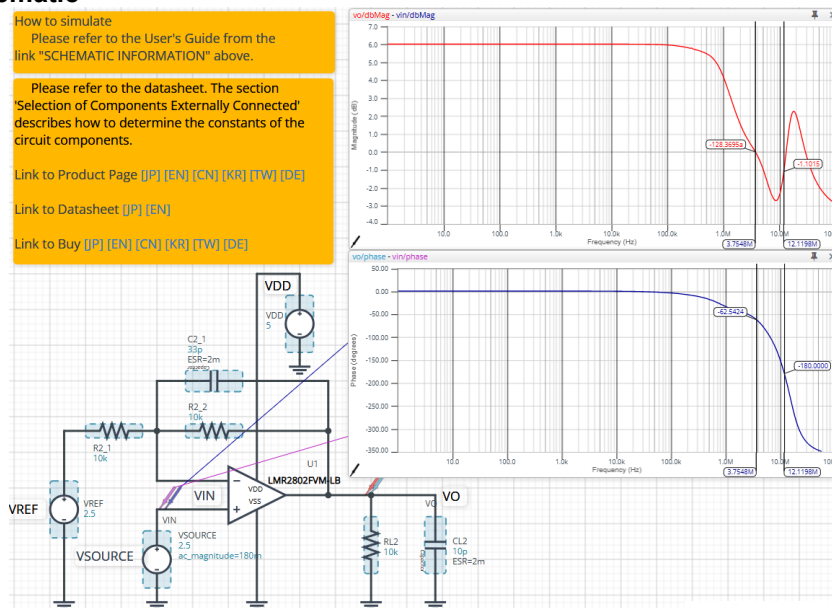 How to simulate
Please refer to the User's Guide from the
link "SCHEMATIC INFORMATION" above.
Please refer to the datasheet. The section
'Selection of Components Externally Connected'
describes how to determine the constants of the
circuit components.
Link to Product Page [JP] [EN] [CN] [KR] [TW] [DE]
Link to Datasheet [JP] [EN]
Link to Buy [JP] [EN] [CN] [KR] [TW] [DE]
vo/dbMag - vin/dbMag
Magnitude (dB)
7.0
6.0
5.0
4.0
3.0
2.0
1.0
0.0
-1.0
-2.0
-3.0
-4.0
-128.3695a
-1.1015
10.0
100.0
1.0k
10.0k
100.0k
1.0M
10.0M
Frequency (Hz)
3.7548M
12.1198M
vo/phase - vin/phase
Phase (degrees)
50.00
0.00
-50.00
-100.00
-150.00
-200.00
-250.00
-300.00
-350.00
-62.5424
-180.0000
10.0
100.0
1.0k
10.0k
100.0k
1.0M
10.0M
Frequency (Hz)
3.7548M
12.1198M
VDD
VDD
5
C2_1
33p
ESR=2m
R2_2
10k
R2_1
10k
U1
LMR2802FVM-LB
VDD
VSS
VIN
VIN
VREF
VREF
2.5
VSOURCE
VSOURCE
2.5
ac_magnitude=180m
VO
VO
RL2
10k
CL2
10p
ESR=2m